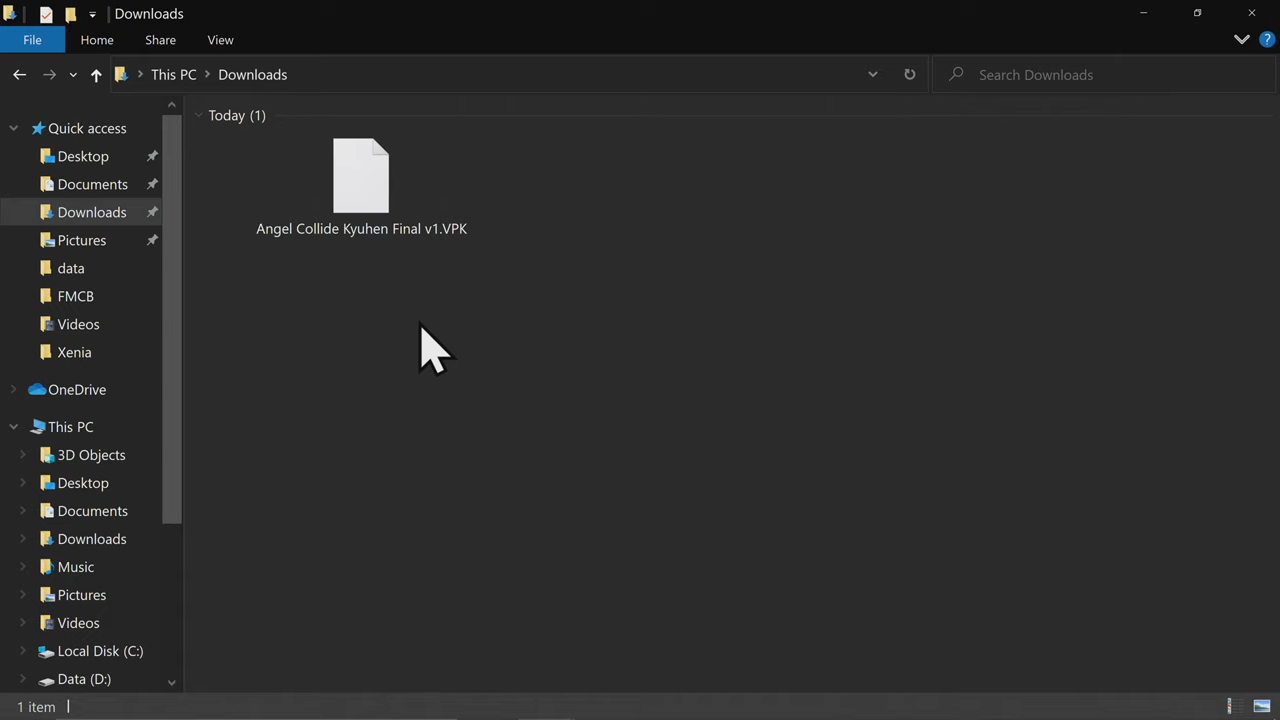 Downloads
File Home Share View
This PC Downloads Search Downloads
Today (1)
Angel Collide Kyuhen Final v1.VPK
Quick access
Desktop
Documents
Downloads
Pictures
data
FMCB
Videos
Xenia
OneDrive
This PC
3D Objects
Desktop
Documents
Downloads
Music
Pictures
Videos
Local Disk (C:)
Data (D:)
1 item